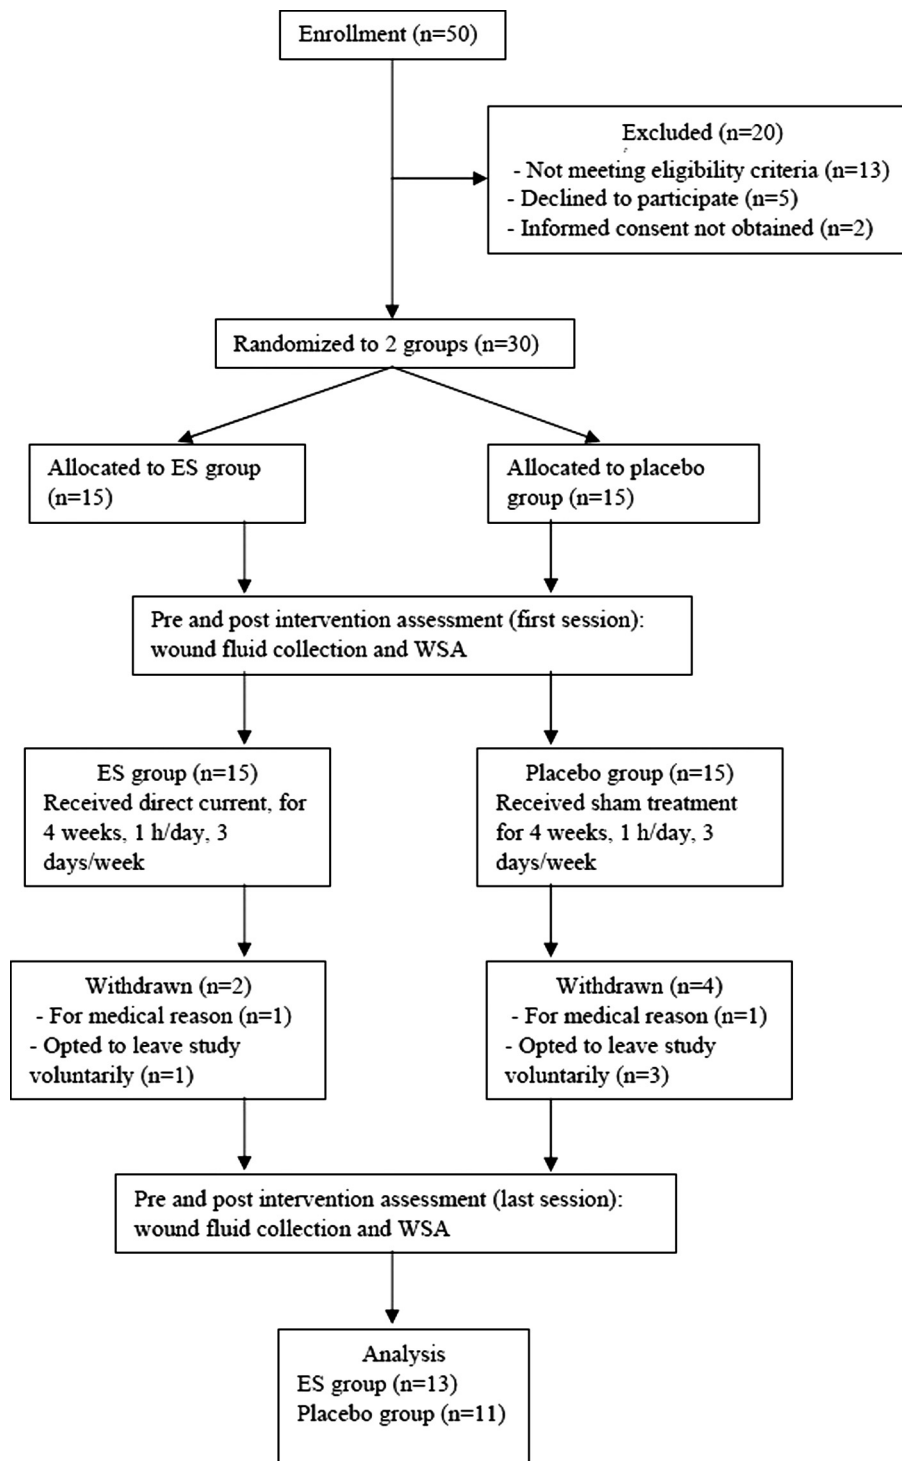 Enrollment (n=50)
Excluded (n=20)
- Not meeting eligibility criteria (n=13)
- Declined to participate (n=5)
- Informed consent not obtained (n=2)
Randomized to 2 groups (n=30)
Allocated to ES group
(n=15)
Allocated to placebo
group (n=15)
Pre and post intervention assessment (first session):
wound fluid collection and WSA
ES group (n=15)
Received direct current, for
4 weeks, 1 h/day, 3
days/week
Placebo group (n=15)
Received sham treatment
for 4 weeks, 1 h/day, 3
days/week
Withdrawn (n=2)
- For medical reason (n=1)
- Opted to leave study
voluntarily (n=1)
Withdrawn (n=4)
- For medical reason (n=1)
- Opted to leave study
voluntarily (n=3)
Pre and post intervention assessment (last session):
wound fluid collection and WSA
Analysis
ES group (n=13)
Placebo group (n=11)